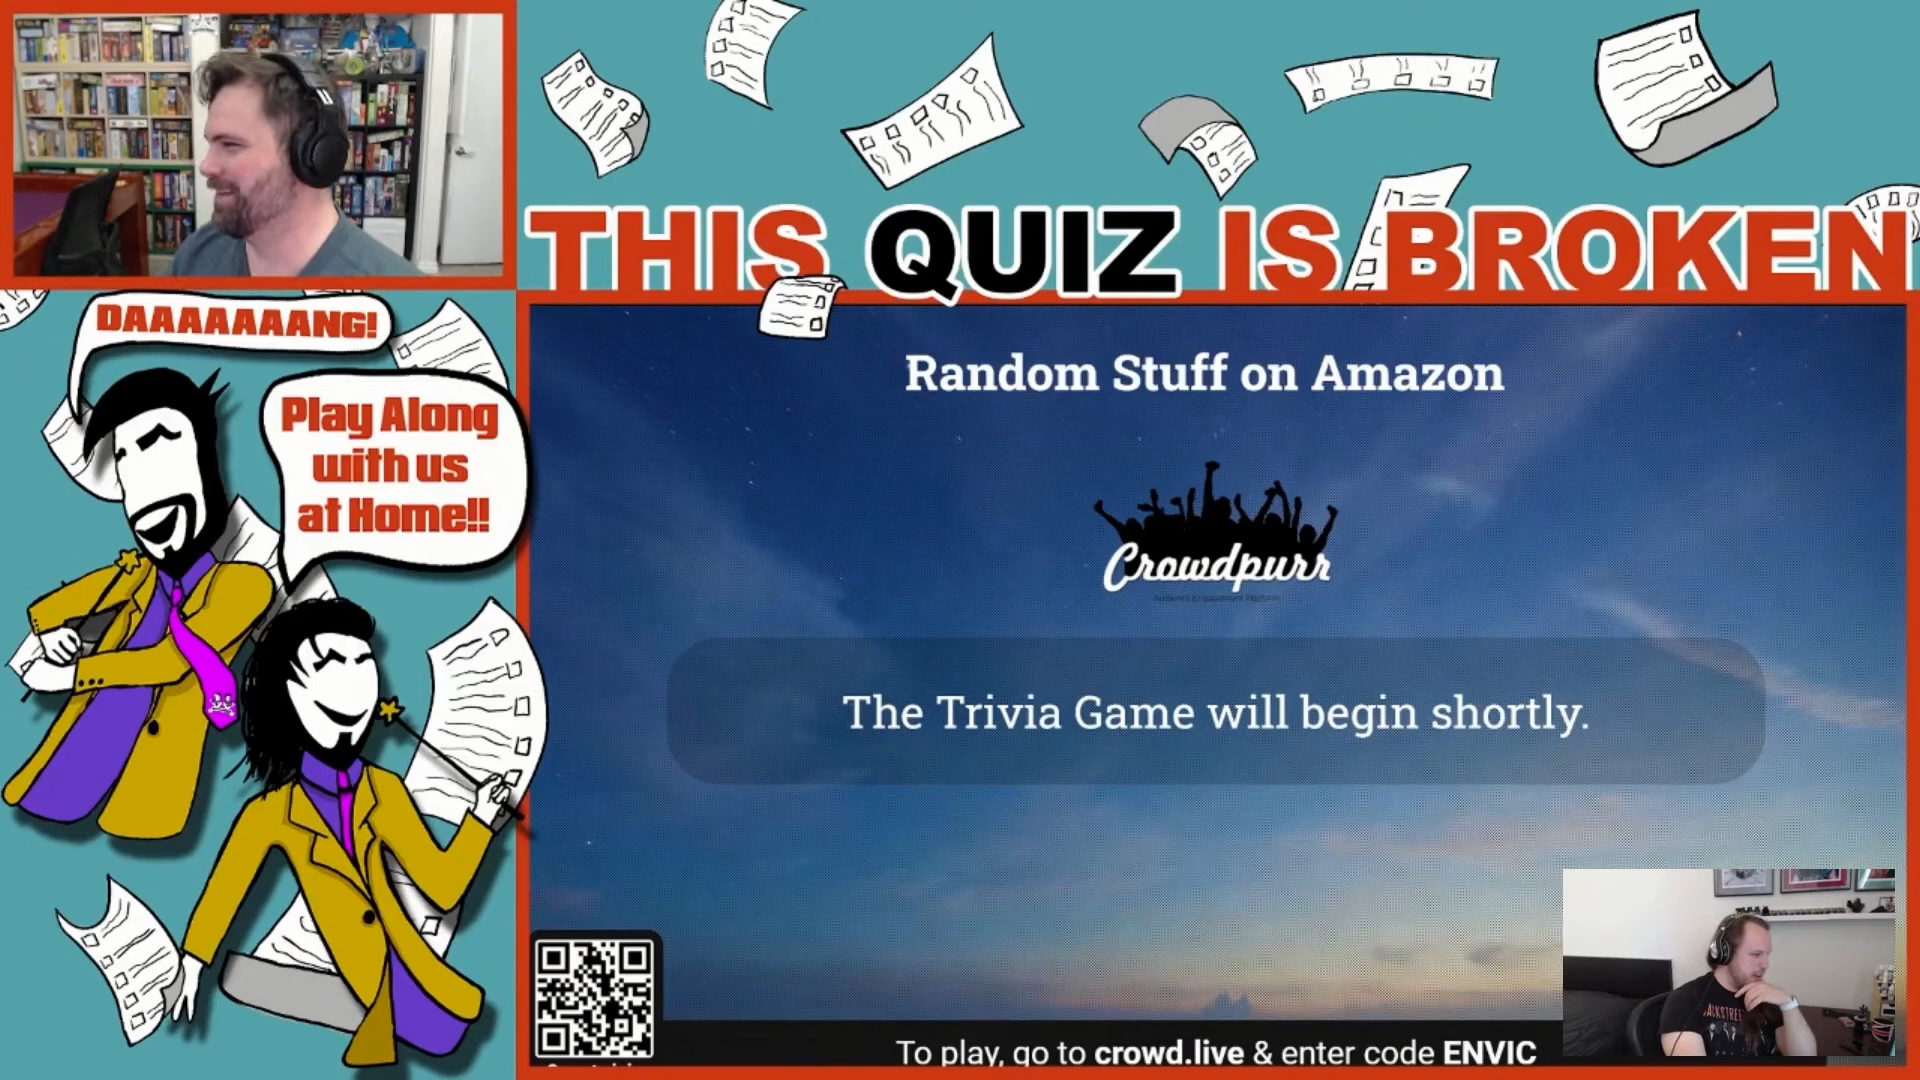 THIS QUIZ IS BROKEN
DAAAAAAAANG!
Play Along
with us
at Home!!
Random Stuff on Amazon
Crowdpurr
The Trivia Game will begin shortly.
To play, go to crowd.live & enter code ENVIC